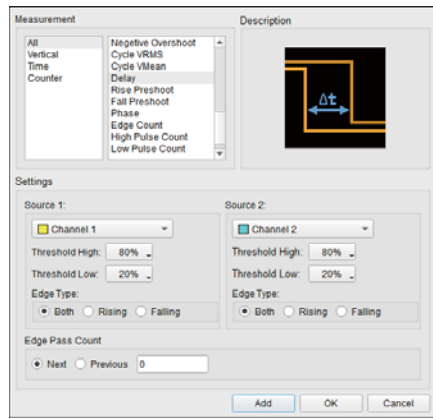 Measurement
Description
All
Vertical
Time
Counter
Negetive Overshoot
Cycle VRMS
Cycle VMean
Delay
Rise Preshoot
Fall Preshoot
Phase
Edge Count
High Pulse Count
Low Pulse Count
Δt
Settings
Source 1:
Source 2:
Channel 1
Channel 2
Threshold High: 80%
Threshold High: 80%
Threshold Low: 20%
Threshold Low: 20%
Edge Type:
Edge Type:
Both Rising Falling
Both Rising Falling
Edge Pass Count
Next Previous 0
Add OK Cancel